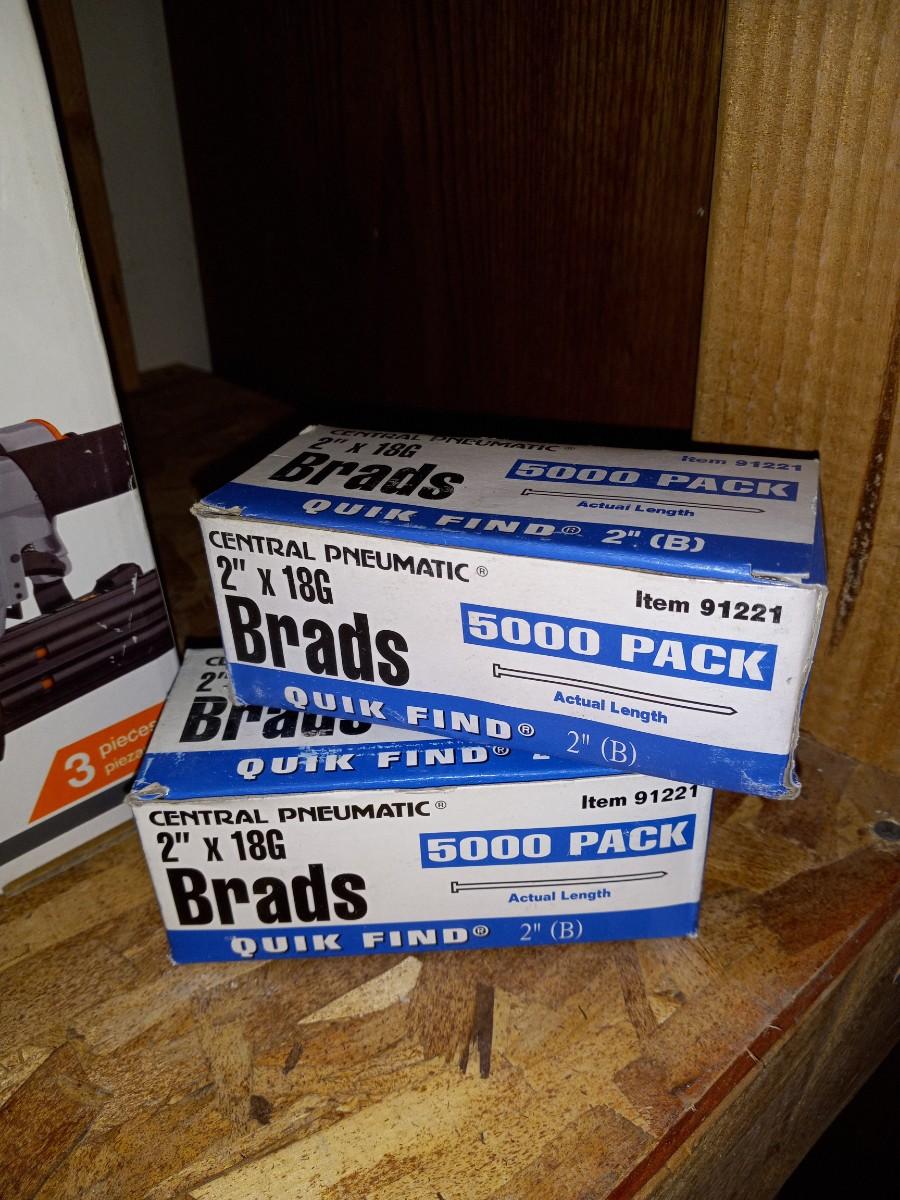 CENTRAL PNEUMATIC®
2" x 18G
Brads
Item 91221
5000 PACK
Actual Length
QUIK FIND® 2" (B)
CENTRAL PNEUMATIC®
2" x 18G
Brads
Item 91221
5000 PACK
Actual Length
QUIK FIND® 2" (B)
2"
Brads
QUIK FIND® 2
CENTRAL PNEUMATIC®
2" x 18G
Brads
Item 91221
5000 PACK
Actual Length
QUIK FIND® 2" (B)
3 pieces